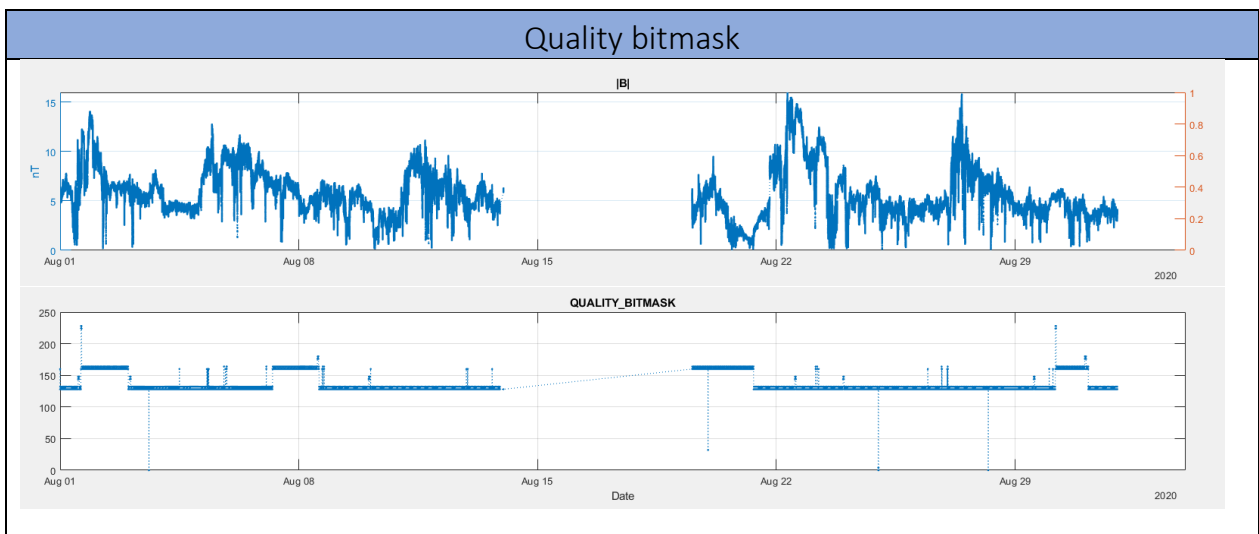 Quality bitmask
|B|
15
10
5
0
nT
1
0.8
0.6
0.4
0.2
0
Aug 01
Aug 08
Aug 15
Aug 22
Aug 29
2020
QUALITY_BITMASK
250
200
150
100
50
0
Aug 01
Aug 08
Aug 15
Aug 22
Aug 29
Date
2020